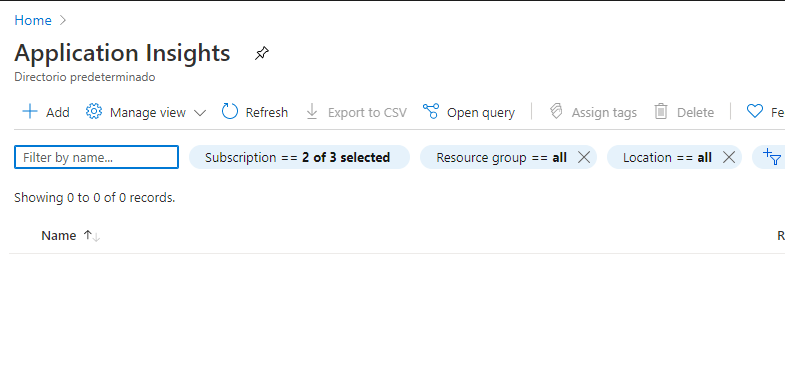 Home
Application Insights
Directorio predeterminado
Add Manage view Refresh Export to CSV Open query Assign tags Delete Fe
Filter by name... Subscription == 2 of 3 selected Resource group == all Location == all
Showing 0 to 0 of 0 records.
Name R